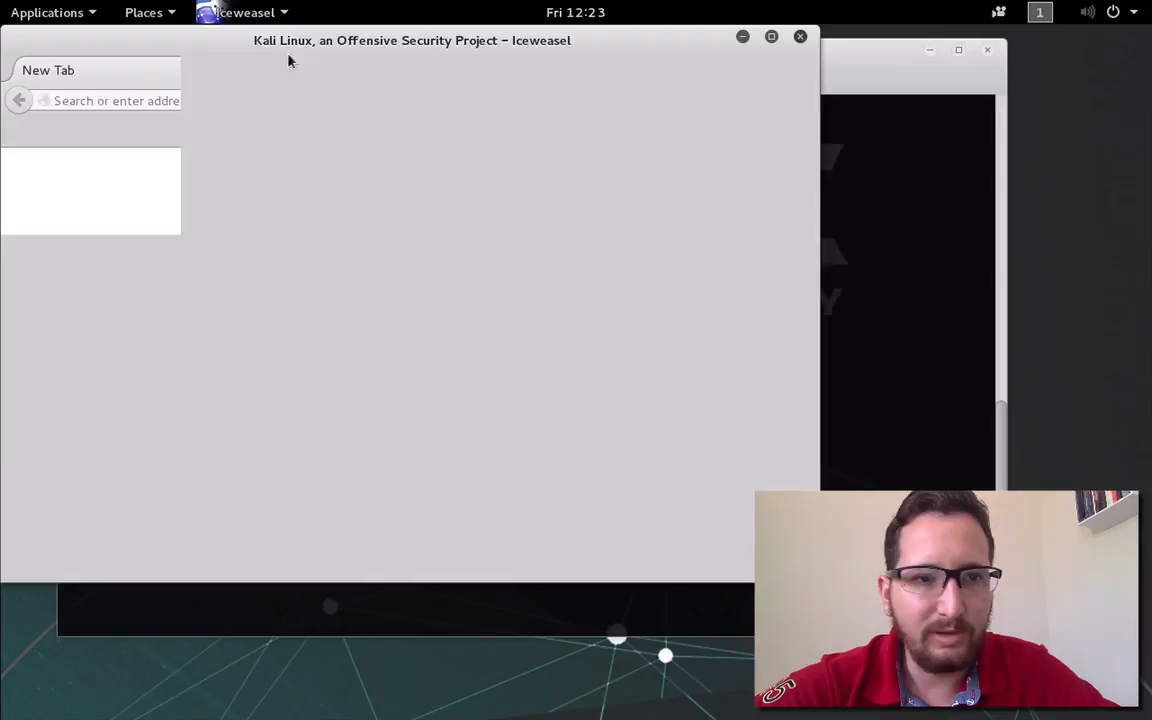 Applications Places Iceweasel Fri 12:23 1
Kali Linux, an Offensive Security Project – Iceweasel
New Tab
Search or enter addre